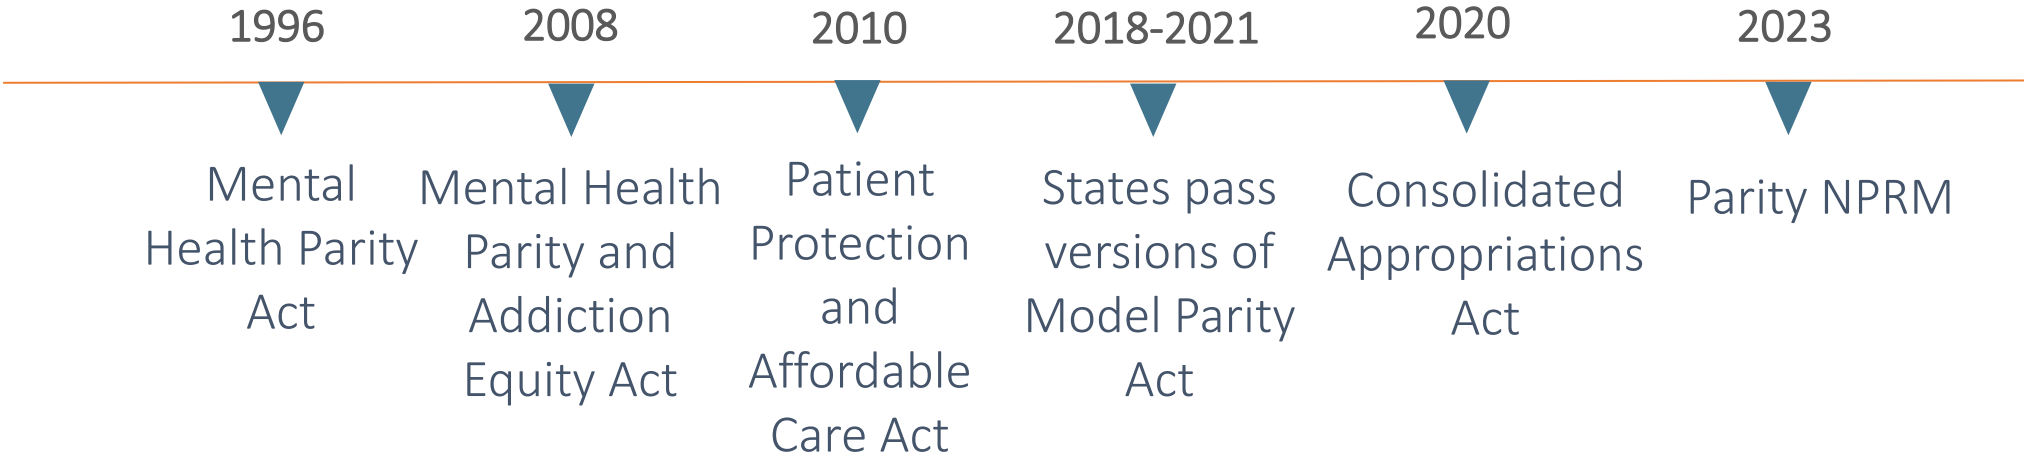 1996
Mental
Health Parity
Act
2008
Mental Health
Parity and
Addiction
Equity Act
2010
Patient
Protection
and
Affordable
Care Act
2018-2021
States pass
versions of
Model Parity
Act
2020
Consolidated
Appropriations
Act
2023
Parity NPRM